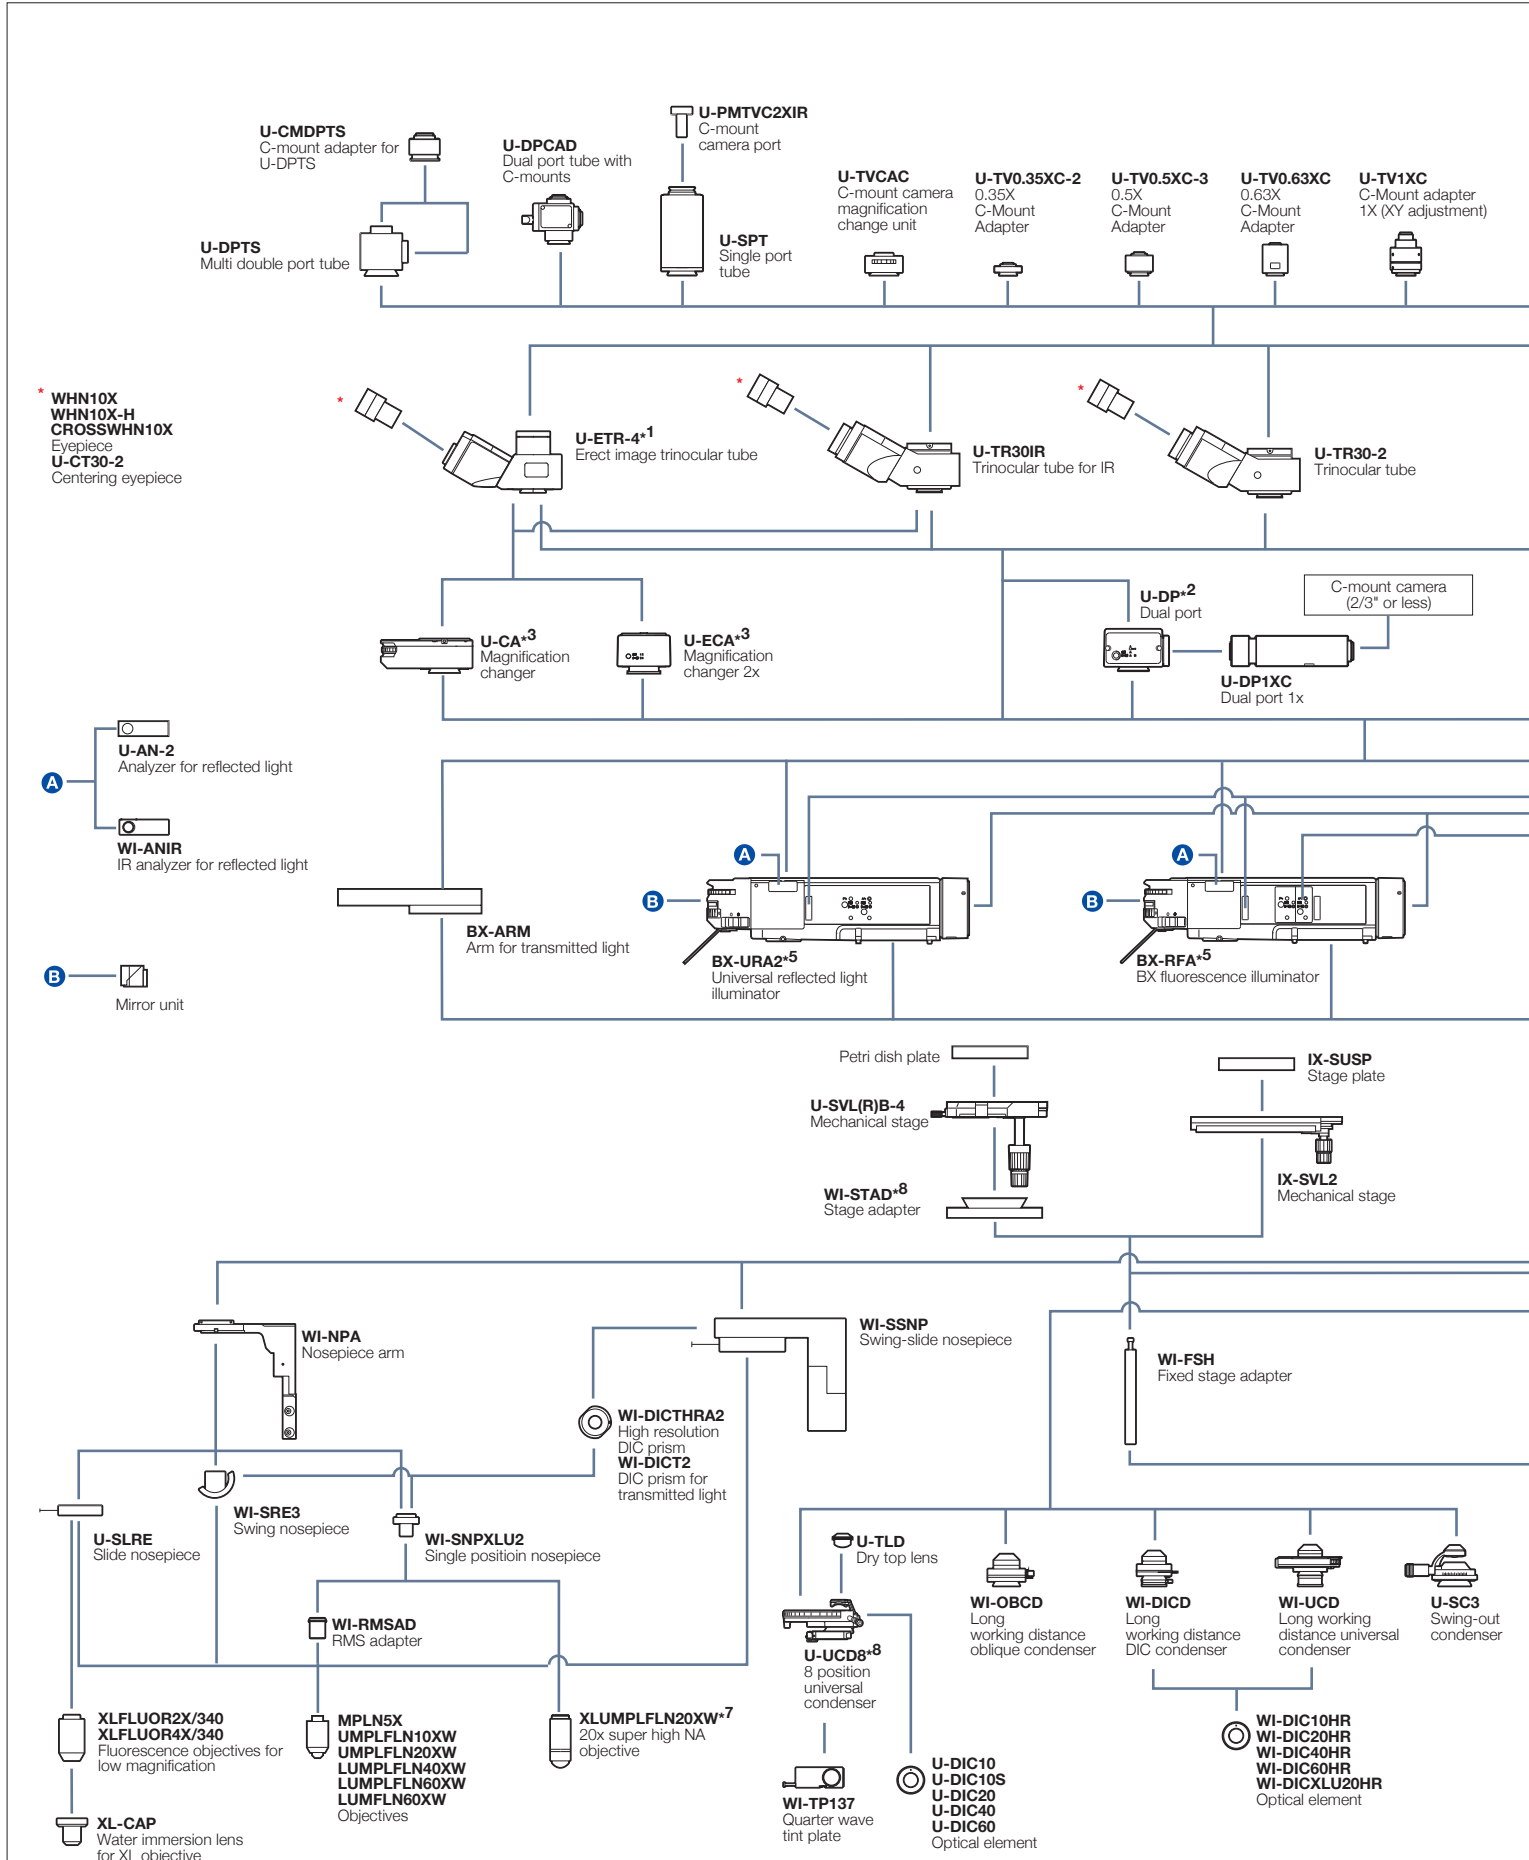 U-CMDPTS
C-mount adapter for
U-DPTS
U-DPCAD
Dual port tube with
C-mounts
U-PMTVC2XIR
C-mount
camera port
U-DPTS
Multi double port tube
U-SPT
Single port
tube
U-TVCAC
C-mount camera
magnification
change unit
U-TV0.35XC-2
0.35X
C-Mount
Adapter
U-TV0.5XC-3
0.5X
C-Mount
Adapter
U-TV0.63XC
0.63X
C-Mount
Adapter
U-TV1XC
C-Mount adapter
1X (XY adjustment)
* WHN10X
WHN10X-H
CROSSWHN10X
Eyepiece
U-CT30-2
Centering eyepiece
*
U-ETR-4*1
Erect image trinocular tube
*
U-TR30IR
Trinocular tube for IR
*
U-TR30-2
Trinocular tube
U-CA*3
Magnification
changer
U-ECA*3
Magnification
changer 2x
U-DP*2
Dual port
C-mount camera
(2/3" or less)
U-DP1XC
Dual port 1x
A
U-AN-2
Analyzer for reflected light
WI-ANIR
IR analyzer for reflected light
B
Mirror unit
BX-ARM
Arm for transmitted light
A
B
BX-URA2*5
Universal reflected light
illuminator
A
B
BX-RFA*5
BX fluorescence illuminator
Petri dish plate
U-SVL(R)B-4
Mechanical stage
WI-STAD*8
Stage adapter
IX-SUSP
Stage plate
IX-SVL2
Mechanical stage
WI-NPA
Nosepiece arm
WI-SSNP
Swing-slide nosepiece
WI-FSH
Fixed stage adapter
WI-DICTHRA2
High resolution
DIC prism
WI-DICT2
DIC prism for
transmitted light
U-SLRE
Slide nosepiece
WI-SRE3
Swing nosepiece
WI-SNPXLU2
Single positioin nosepiece
WI-RMSAD
RMS adapter
U-TLD
Dry top lens
U-UCD8*8
8 position
universal
condenser
WI-OBCD
Long
working distance
oblique condenser
WI-DICD
Long
working distance
DIC condenser
WI-UCD
Long working
distance universal
condenser
U-SC3
Swing-out
condenser
XLFLUOR2X/340
XLFLUOR4X/340
Fluorescence objectives for
low magnification
MPLN5X
UMPLFLN10XW
UMPLFLN20XW
LUMPLFLN40XW
LUMPLFLN60XW
LUMFLN60XW
Objectives
XLUMPLFLN20XW*7
20x super high NA
objective
XL-CAP
Water immersion lens
for XL objective
WI-TP137
Quarter wave
tint plate
U-DIC10
U-DIC10S
U-DIC20
U-DIC40
U-DIC60
Optical element
WI-DIC10HR
WI-DIC20HR
WI-DIC40HR
WI-DIC60HR
WI-DICXLU20HR
Optical element